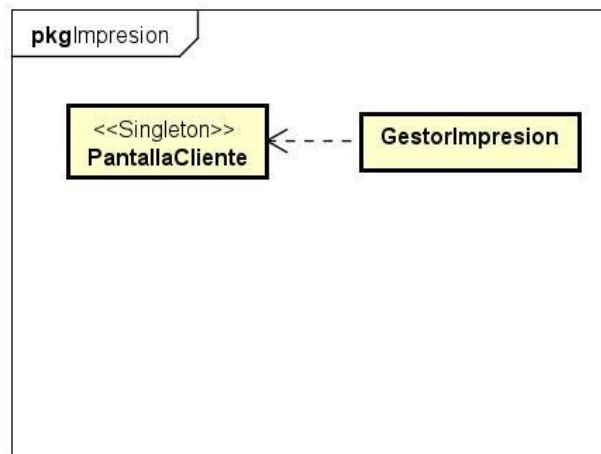 pkgImpresion
<<Singleton>>
PantallaCliente
GestorImpresion